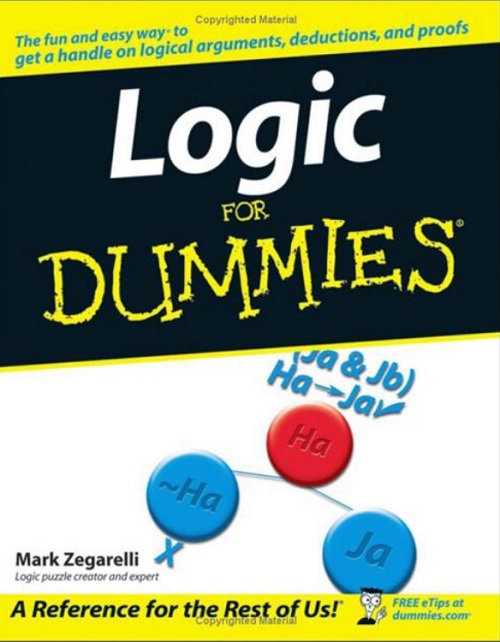 Copyrighted Material
The fun and easy way® to
get a handle on logical arguments, deductions, and proofs
Logic
FOR
DUMMIES®
(Ja & Jb)
Ha→Ja✓
Ha
~Ha
X
Ja
Mark Zegarelli
Logic puzzle creator and expert
A Reference for the Rest of Us!®
FREE eTips at
dummies.com®
Copyrighted Material